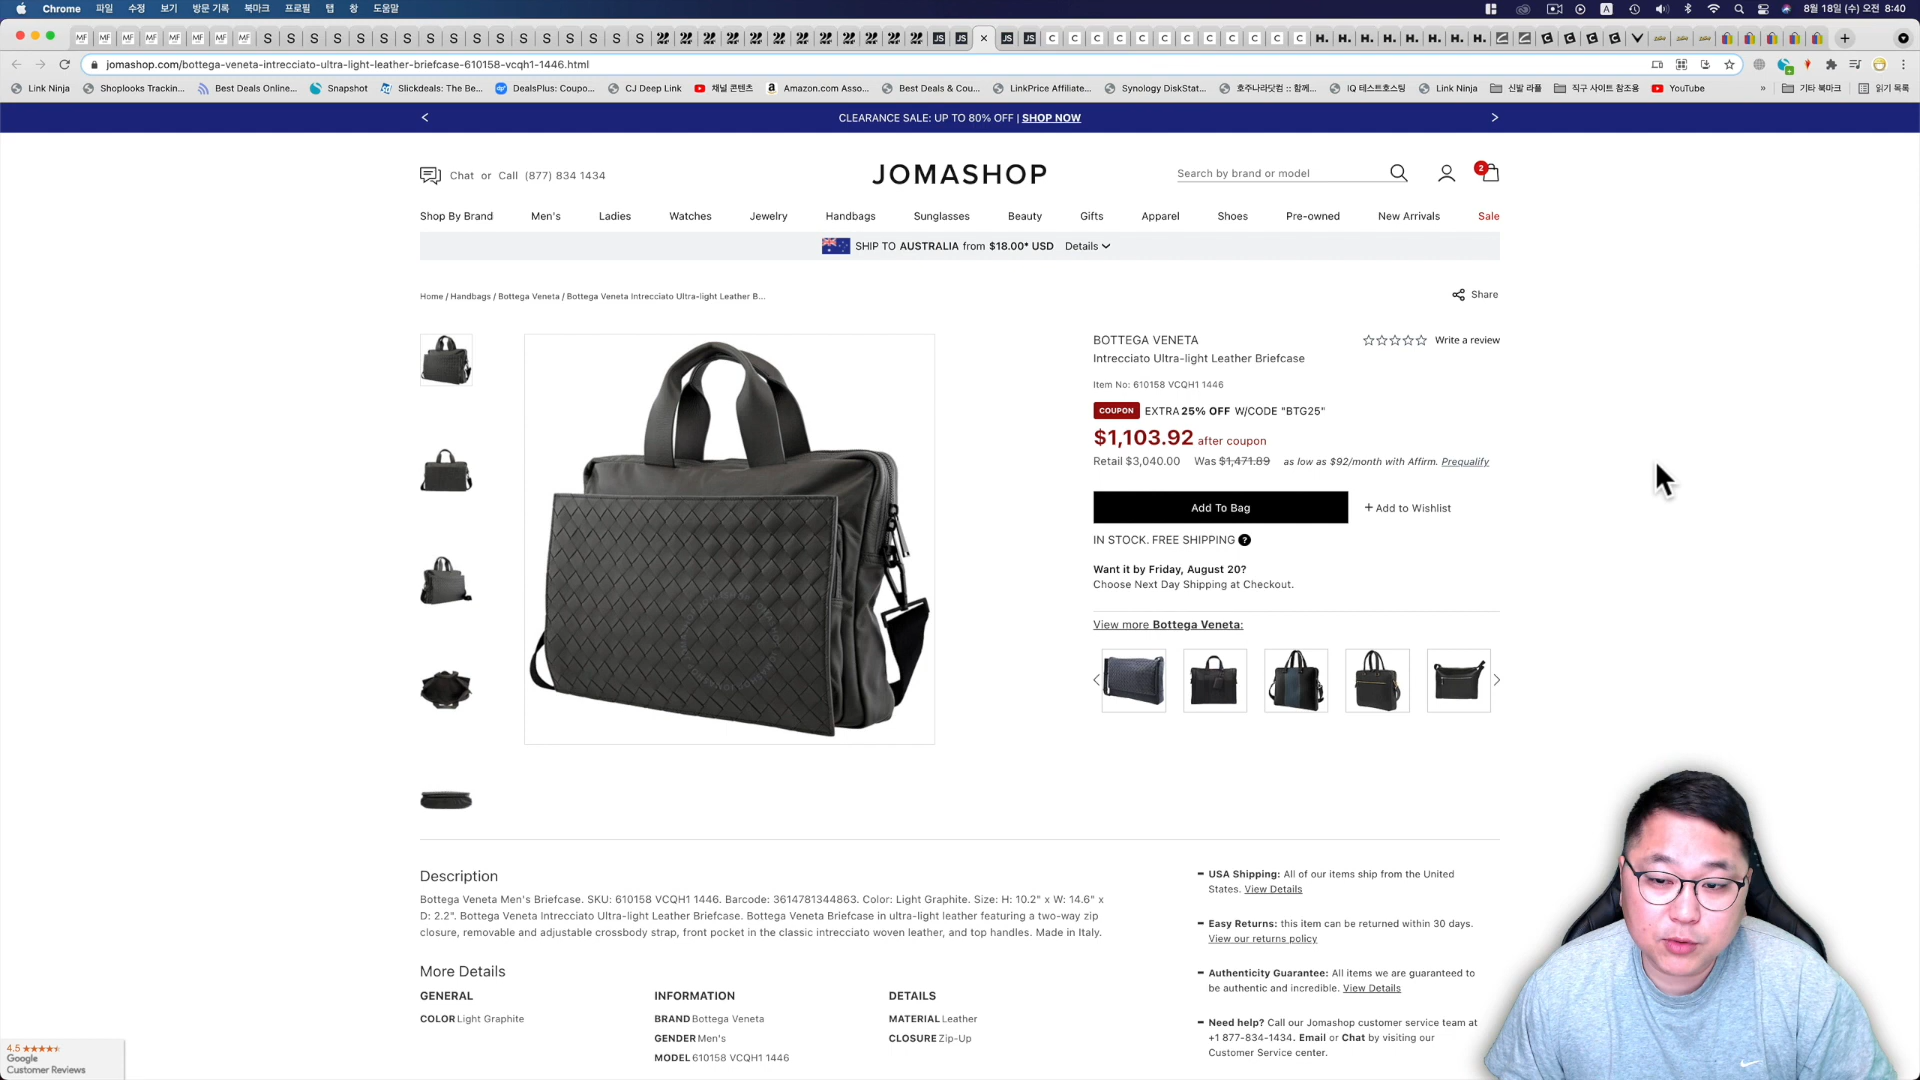 Chrome 파일 수정 보기 방문 기록 북마크 프로필 탭 창 도움말
8월 18일 (수) 오전 8:40
jomashop.com/bottega-veneta-intrecciato-ultra-light-leather-briefcase-610158-vcqh1-1446.html
Link Ninja Shoplooks Trackin... Best Deals Online... Snapshot Slickdeals: The Be... DealsPlus: Coupo... CJ Deep Link 채널 콘텐츠 Amazon.com Asso... Best Deals & Cou... LinkPrice Affiliate... Synology DiskStat... 호주나라닷컴 :: 함께... IQ 테스트호스팅 Link Ninja 신발 라플 직구 사이트 참조용 YouTube » 기타 북마크 읽기 목록
CLEARANCE SALE: UP TO 80% OFF | SHOP NOW
Chat or Call (877) 834 1434
JOMASHOP
Search by brand or model
2
Shop By Brand Men's Ladies Watches Jewelry Handbags Sunglasses Beauty Gifts Apparel Shoes Pre-owned New Arrivals Sale
SHIP TO AUSTRALIA from $18.00* USD Details
Home / Handbags / Bottega Veneta / Bottega Veneta Intrecciato Ultra-light Leather B...
Share
BOTTEGA VENETA
Write a review
Intrecciato Ultra-light Leather Briefcase
Item No: 610158 VCQH1 1446
COUPON EXTRA 25% OFF W/CODE "BTG25"
$1,103.92 after coupon
Retail $3,040.00 Was $1,471.89 as low as $92/month with Affirm. Prequalify
Add To Bag
+ Add to Wishlist
IN STOCK. FREE SHIPPING ?
Want it by Friday, August 20?
Choose Next Day Shipping at Checkout.
View more Bottega Veneta:
Description
Bottega Veneta Men's Briefcase. SKU: 610158 VCQH1 1446. Barcode: 3614781344863. Color: Light Graphite. Size: H: 10.2" x W: 14.6" x
D: 2.2". Bottega Veneta Intrecciato Ultra-light Leather Briefcase. Bottega Veneta Briefcase in ultra-light leather featuring a two-way zip
closure, removable and adjustable crossbody strap, front pocket in the classic intrecciato woven leather, and top handles. Made in Italy.
More Details
GENERAL
COLOR Light Graphite
INFORMATION
BRAND Bottega Veneta
GENDER Men's
MODEL 610158 VCQH1 1446
DETAILS
MATERIAL Leather
CLOSURE Zip-Up
USA Shipping: All of our items ship from the United
States. View Details
Easy Returns: this item can be returned within 30 days.
View our returns policy
Authenticity Guarantee: All items we are guaranteed to
be authentic and incredible. View Details
Need help? Call our Jomashop customer service team at
+1 877-834-1434. Email or Chat by visiting our
Customer Service center.
4.5
Google
Customer Reviews